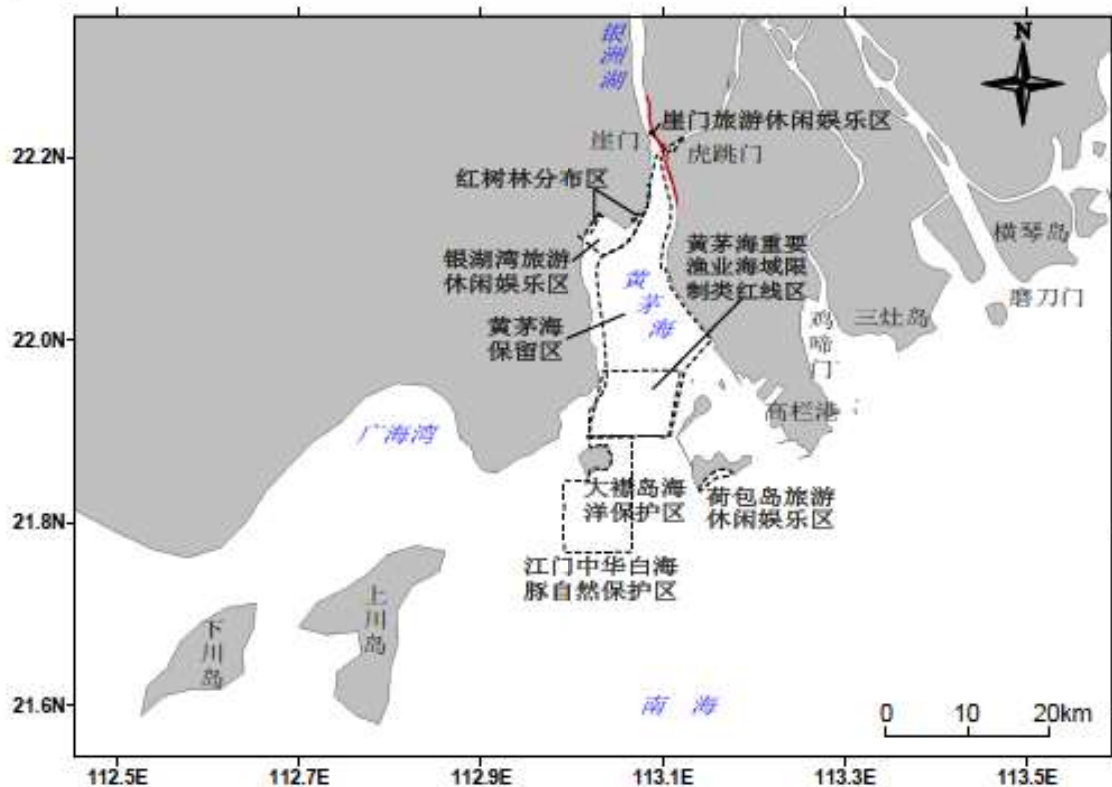 N
银洲湖
崖门旅游休闲娱乐区
崖门
虎跳门
22.2N
红树林分布区
横琴岛
黄茅海重要
渔业海域限
制类红线区
银湖湾旅游
休闲娱乐区
黄茅海
磨刀门
三灶岛
鸡啼门
黄茅海
保留区
22.0N
高栏港
广海湾
大襟岛海
洋保护区
荷包岛旅游
休闲娱乐区
21.8N
江门中华白海
豚自然保护区
上川岛
下川岛
21.6N
南 海
0 10 20km
112.5E 112.7E 112.9E 113.1E 113.3E 113.5E